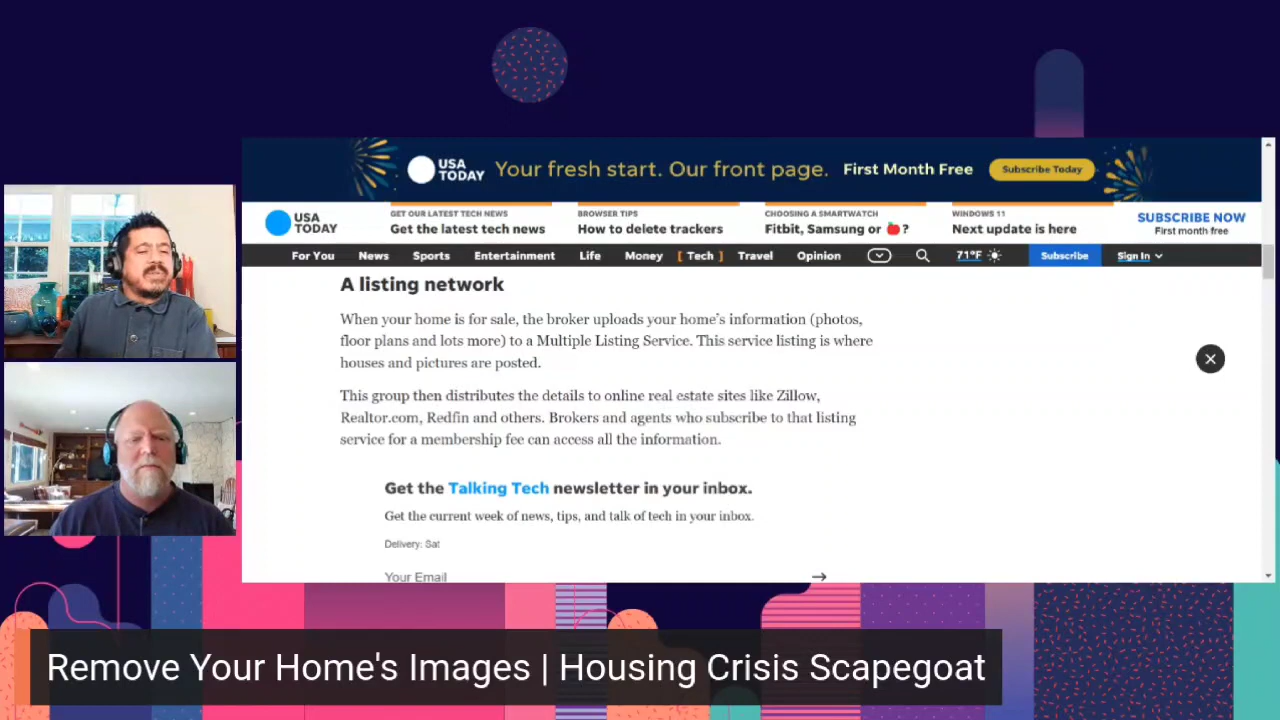 USA TODAY
Your fresh start. Our front page.
First Month Free
Subscribe Today
USA TODAY
GET OUR LATEST TECH NEWS
Get the latest tech news
BROWSER TIPS
How to delete trackers
CHOOSING A SMARTWATCH
Fitbit, Samsung or 🍎?
WINDOWS 11
Next update is here
SUBSCRIBE NOW
First month free
For You News Sports Entertainment Life Money [ Tech ] Travel Opinion 71°F Subscribe Sign In
A listing network
When your home is for sale, the broker uploads your home’s information (photos,
floor plans and lots more) to a Multiple Listing Service. This service listing is where
houses and pictures are posted.
This group then distributes the details to online real estate sites like Zillow,
Realtor.com, Redfin and others. Brokers and agents who subscribe to that listing
service for a membership fee can access all the information.
Get the Talking Tech newsletter in your inbox.
Get the current week of news, tips, and talk of tech in your inbox.
Delivery: Sat
Your Email
Remove Your Home's Images | Housing Crisis Scapegoat